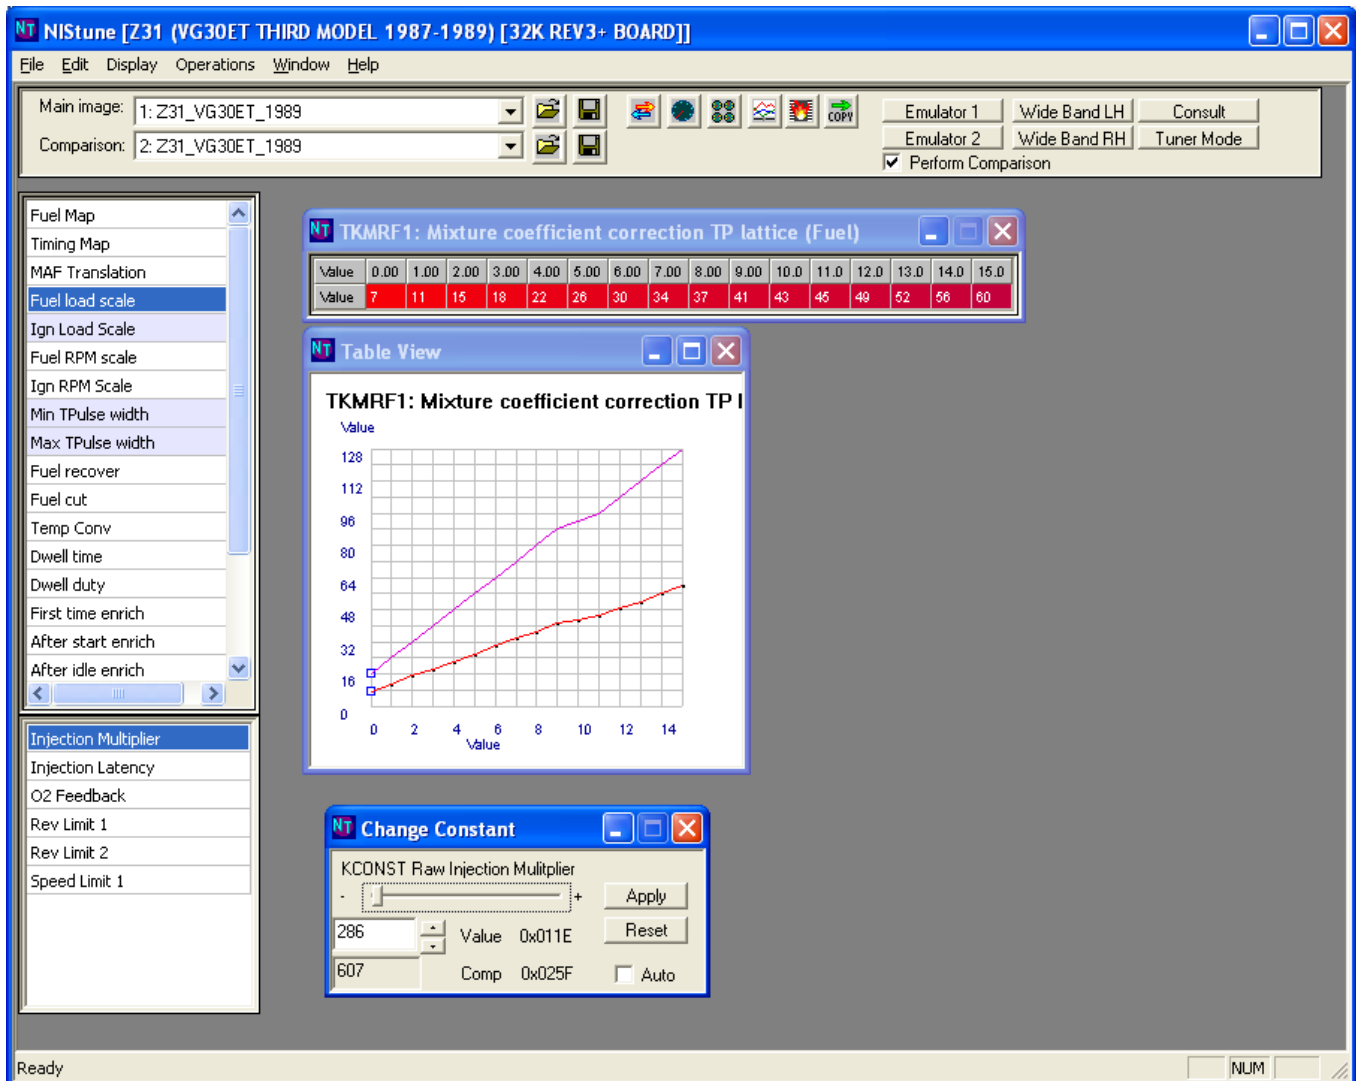 NIStune [Z31 (VG30ET THIRD MODEL 1987-1989) [32K REV3+ BOARD]]
File Edit Display Operations Window Help
Main image: 1: Z31_VG30ET_1989
Comparison: 2: Z31_VG30ET_1989
COPY
Emulator 1 Wide Band LH Consult
Emulator 2 Wide Band RH Tuner Mode
Perform Comparison
Fuel Map
Timing Map
MAF Translation
Fuel load scale
Ign Load Scale
Fuel RPM scale
Ign RPM Scale
Min TPulse width
Max TPulse width
Fuel recover
Fuel cut
Temp Conv
Dwell time
Dwell duty
First time enrich
After start enrich
After idle enrich
Injection Multiplier
Injection Latency
O2 Feedback
Rev Limit 1
Rev Limit 2
Speed Limit 1
NT TKMRF1: Mixture coefficient correction TP lattice (Fuel)
Value 0.00 1.00 2.00 3.00 4.00 5.00 6.00 7.00 8.00 9.00 10.0 11.0 12.0 13.0 14.0 15.0
Value 7 11 15 18 22 26 30 34 37 41 43 45 49 52 56 60
NT Table View
TKMRF1: Mixture coefficient correction TP l
Value
128
112
96
80
64
48
32
16
0
0 2 4 6 8 10 12 14
Value
NT Change Constant
KCONST Raw Injection Mulitplier
- +
Apply
286 Value 0x011E Reset
607 Comp 0x025F Auto
Ready NUM